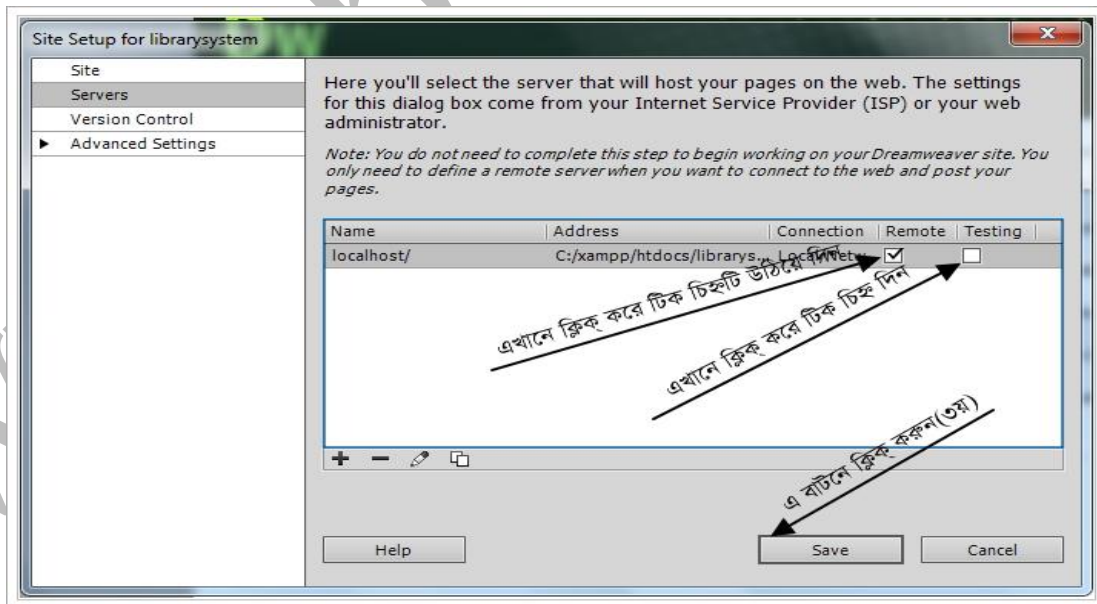 Site Setup for librarysystem
Site
Servers
Version Control
Advanced Settings
Here you'll select the server that will host your pages on the web. The settings
for this dialog box come from your Internet Service Provider (ISP) or your web
administrator.
Note: You do not need to complete this step to begin working on your Dreamweaver site. You
only need to define a remote server when you want to connect to the web and post your
pages.
Name Address Connection Remote Testing
localhost/ C:/xampp/htdocs/librarys...
এখানে ক্লিক্ করে টিক চিহ্নটি উঠিয়ে দিন
এখানে ক্লিক্ করে টিক চিহ্ন দিন
এ বাটনে ক্লিক্ করুন(৩য়)
Help Save Cancel